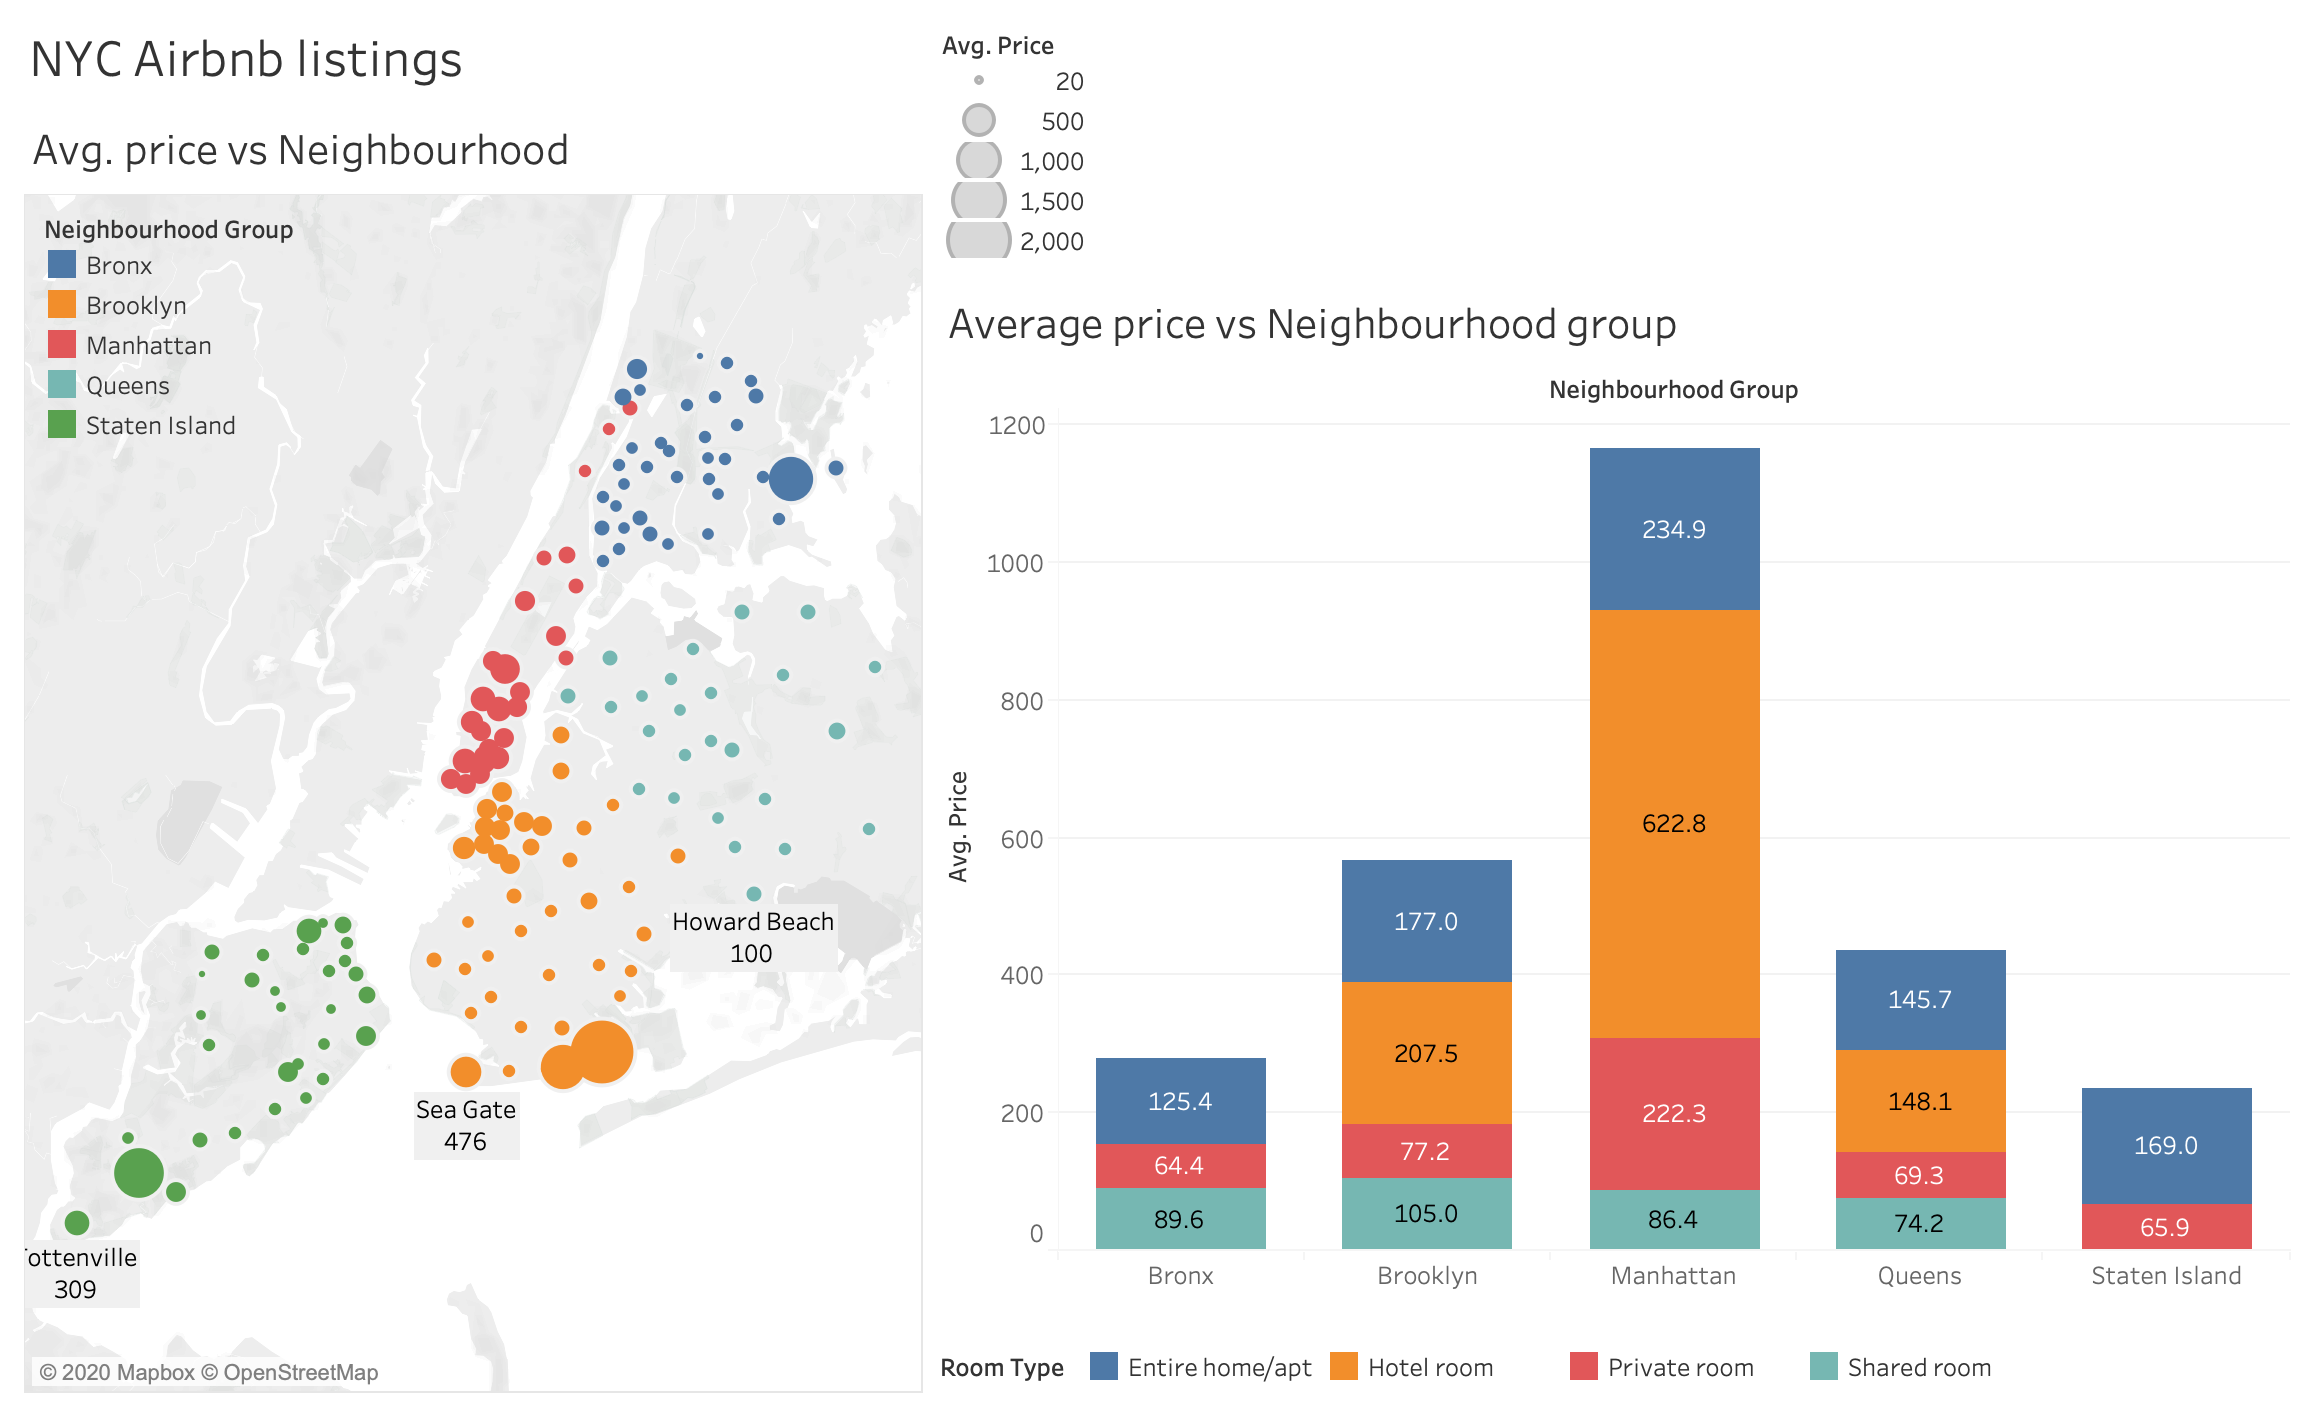 NYC Airbnb listings
Avg. price vs Neighbourhood
Neighbourhood Group
Bronx
Brooklyn
Manhattan
Queens
Staten Island
Howard Beach
100
Sea Gate
476
ottenville
309
© 2020 Mapbox © OpenStreetMap
Avg. Price
20
500
1,000
1,500
2,000
Average price vs Neighbourhood group
Neighbourhood Group
Avg. Price
1200
1000
800
600
400
200
0
125.4
64.4
89.6
177.0
207.5
77.2
105.0
234.9
622.8
222.3
86.4
145.7
148.1
69.3
74.2
169.0
65.9
Bronx Brooklyn Manhattan Queens Staten Island
Room Type Entire home/apt Hotel room Private room Shared room